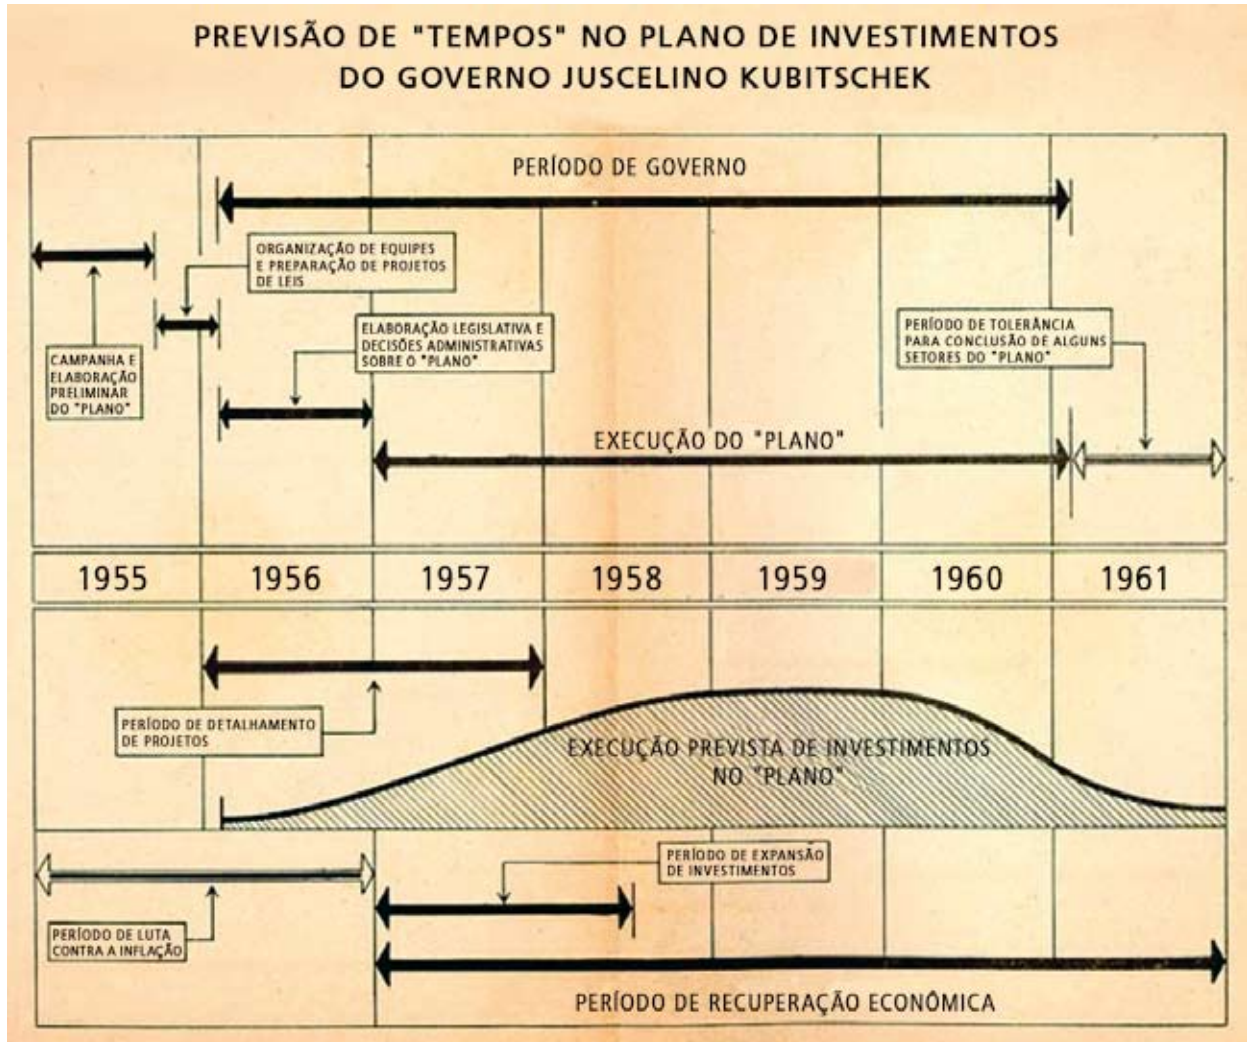 PREVISÃO DE "TEMPOS" NO PLANO DE INVESTIMENTOS
DO GOVERNO JUSCELINO KUBITSCHEK
PERÍODO DE GOVERNO
ORGANIZAÇÃO DE EQUIPES
E PREPARAÇÃO DE PROJETOS
DE LEIS
CAMPANHA E
ELABORAÇÃO
PRELIMINAR
DO "PLANO"
ELABORAÇÃO LEGISLATIVA E
DECISÕES ADMINISTRATIVAS
SOBRE O "PLANO"
PERÍODO DE TOLERÂNCIA
PARA CONCLUSÃO DE ALGUNS
SETORES DO "PLANO"
EXECUÇÃO DO "PLANO"
1955 1956 1957 1958 1959 1960 1961
PERÍODO DE DETALHAMENTO
DE PROJETOS
EXECUÇÃO PREVISTA DE INVESTIMENTOS
NO "PLANO"
PERÍODO DE EXPANSÃO
DE INVESTIMENTOS
PERÍODO DE LUTA
CONTRA A INFLAÇÃO
PERÍODO DE RECUPERAÇÃO ECONÔMICA